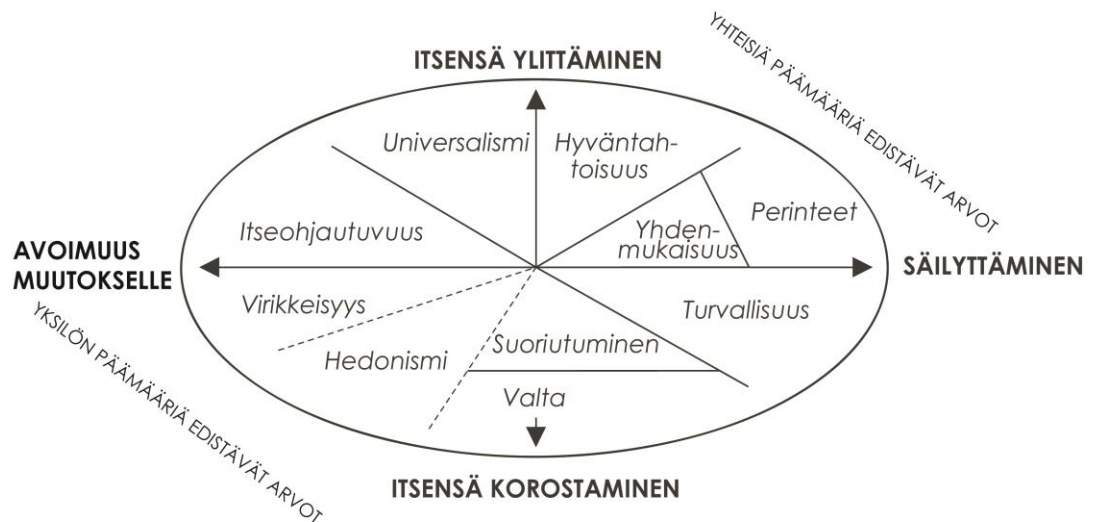 YHTEISIÄ PÄÄMÄÄRIÄ EDISTÄVÄT ARVOT
ITSENSÄ YLITTÄMINEN
Universalismi
Hyväntah-
toisuus
Perinteet
Yhden-
mukaisuus
Itseohjautuvuus
AVOIMUUS
MUUTOKSELLE
SÄILYTTÄMINEN
Virikkeisyys
Turvallisuus
Hedonismi
Suoriutuminen
Valta
YKSILÖN PÄÄMÄÄRIÄ EDISTÄVÄT ARVOT
ITSENSÄ KOROSTAMINEN